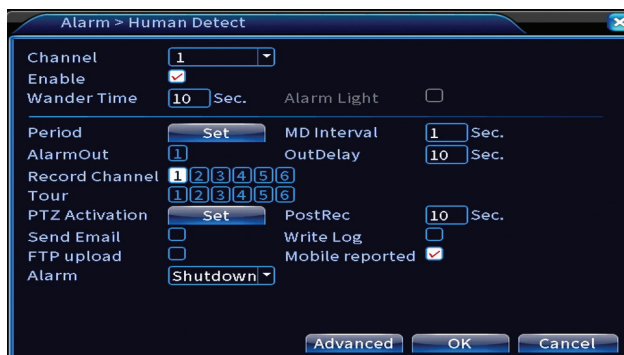 Alarm > Human Detect
Channel 1
Enable
Wander Time 10 Sec. Alarm Light
Period Set MD Interval 1 Sec.
AlarmOut 1 OutDelay 10 Sec.
Record Channel 1 2 3 4 5 6
Tour 1 2 3 4 5 6
PTZ Activation Set PostRec 10 Sec.
Send Email Write Log
FTP upload Mobile reported
Alarm Shutdown
Advanced OK Cancel